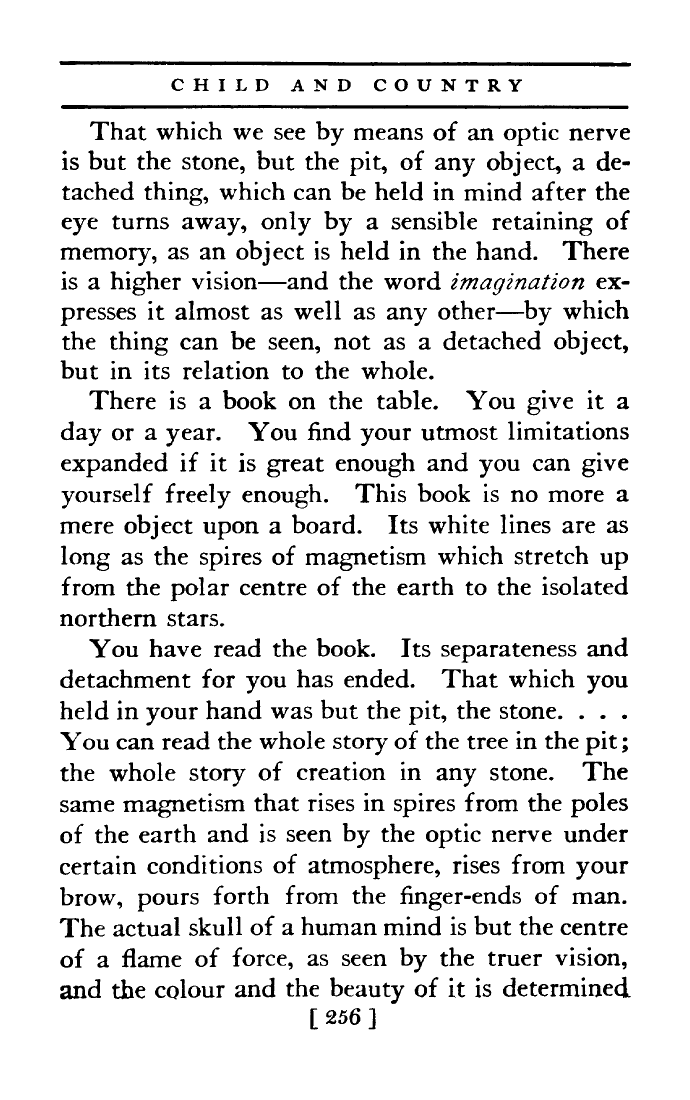 CHILD AND COUNTRY
That which we see by means of an optic nerve
is but the stone, but the pit, of any object, a de-
tached thing, which can be held in mind after the
eye turns away, only by a sensible retaining of
memory, as an object is held in the hand. There
is a higher vision—and the word imagination ex-
presses it almost as well as any other—by which
the thing can be seen, not as a detached object,
but in its relation to the whole.
There is a book on the table. You give it a
day or a year. You find your utmost limitations
expanded if it is great enough and you can give
yourself freely enough. This book is no more a
mere object upon a board. Its white lines are as
long as the spires of magnetism which stretch up
from the polar centre of the earth to the isolated
northern stars.
You have read the book. Its separateness and
detachment for you has ended. That which you
held in your hand was but the pit, the stone. . . .
You can read the whole story of the tree in the pit;
the whole story of creation in any stone. The
same magnetism that rises in spires from the poles
of the earth and is seen by the optic nerve under
certain conditions of atmosphere, rises from your
brow, pours forth from the finger-ends of man.
The actual skull of a human mind is but the centre
of a flame of force, as seen by the truer vision,
and the colour and the beauty of it is determined
[ 256 ]